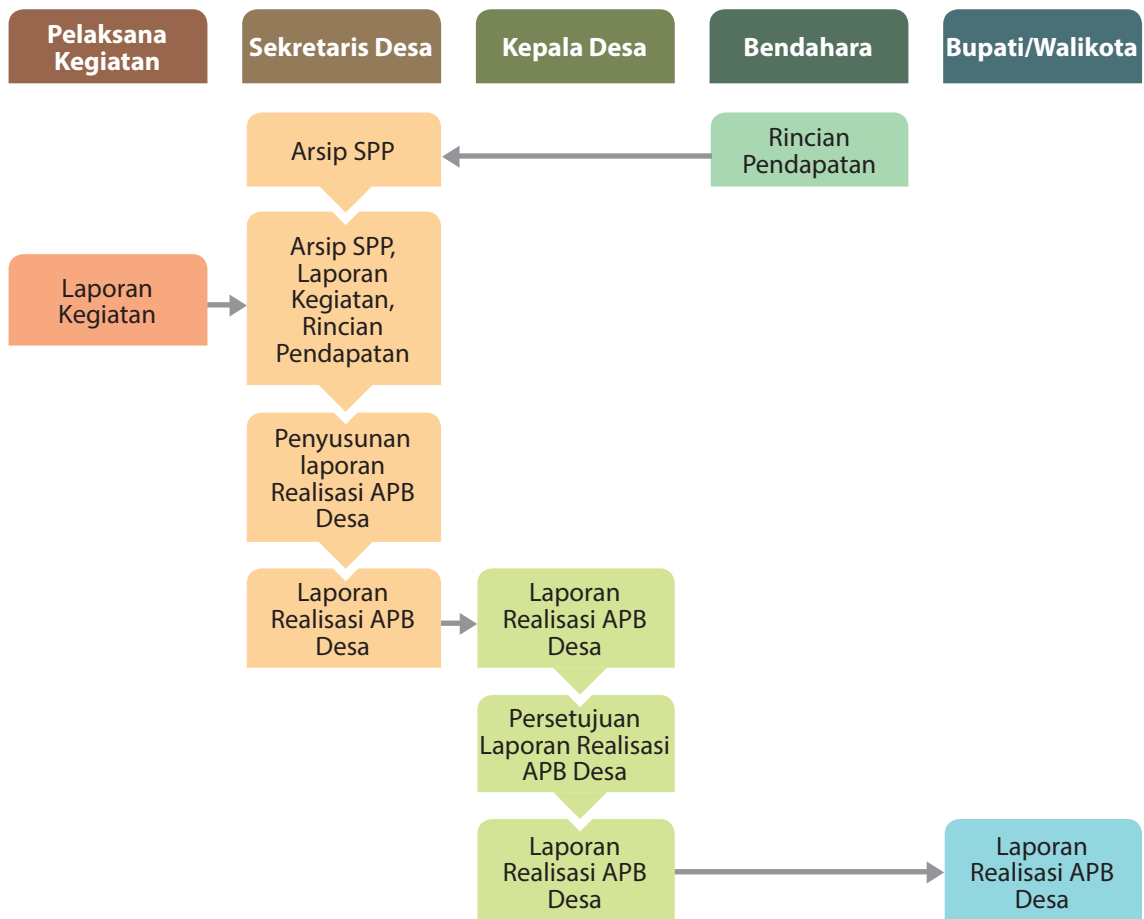 Pelaksana
Kegiatan
Sekretaris Desa
Kepala Desa
Bendahara
Bupati/Walikota
Arsip SPP
Rincian
Pendapatan
Laporan
Kegiatan
Arsip SPP,
Laporan
Kegiatan,
Rincian
Pendapatan
Penyusunan
laporan
Realisasi APB
Desa
Laporan
Realisasi APB
Desa
Laporan
Realisasi APB
Desa
Persetujuan
Laporan Realisasi
APB Desa
Laporan
Realisasi APB
Desa
Laporan
Realisasi APB
Desa